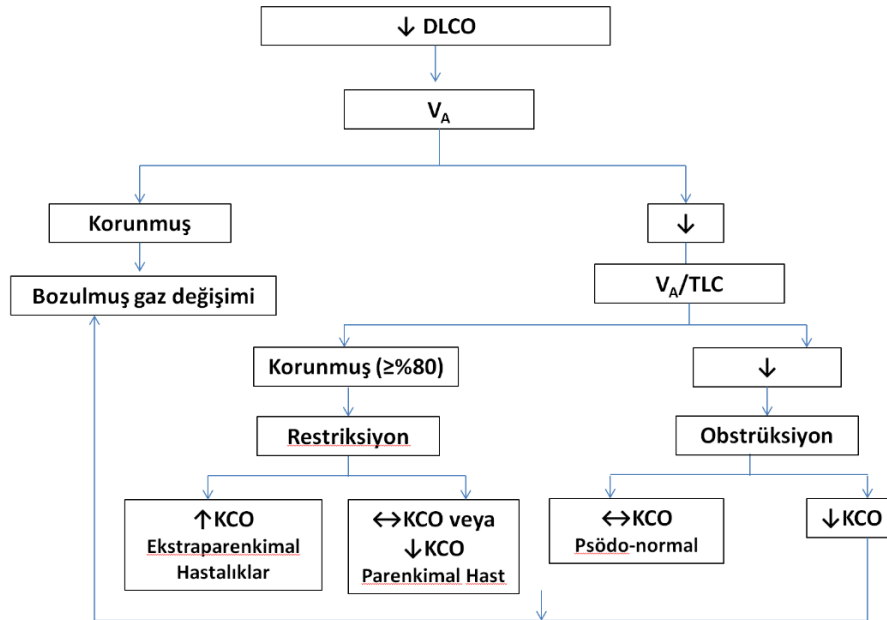 ↓ DLCO
VA
Korunmuş
↓
Bozulmuş gaz değişimi
VA/TLC
Korunmuş (≥%80)
↓
Restriksiyon
Obstrüksiyon
↑KCO
Ekstraparenkimal
Hastalıklar
↔KCO veya
↓KCO
Parenkimal Hast
↔KCO
Psödo-normal
↓KCO